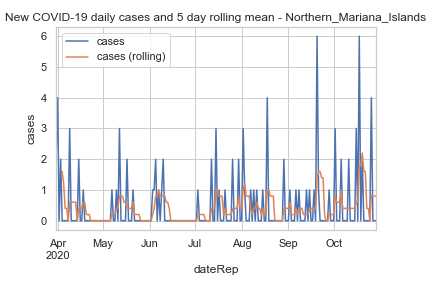 New COVID-19 daily cases and 5 day rolling mean - Northern_Mariana_Islands
cases
cases (rolling)
6
5
4
3
2
1
0
cases
Apr May Jun Jul Aug Sep Oct
2020
dateRep